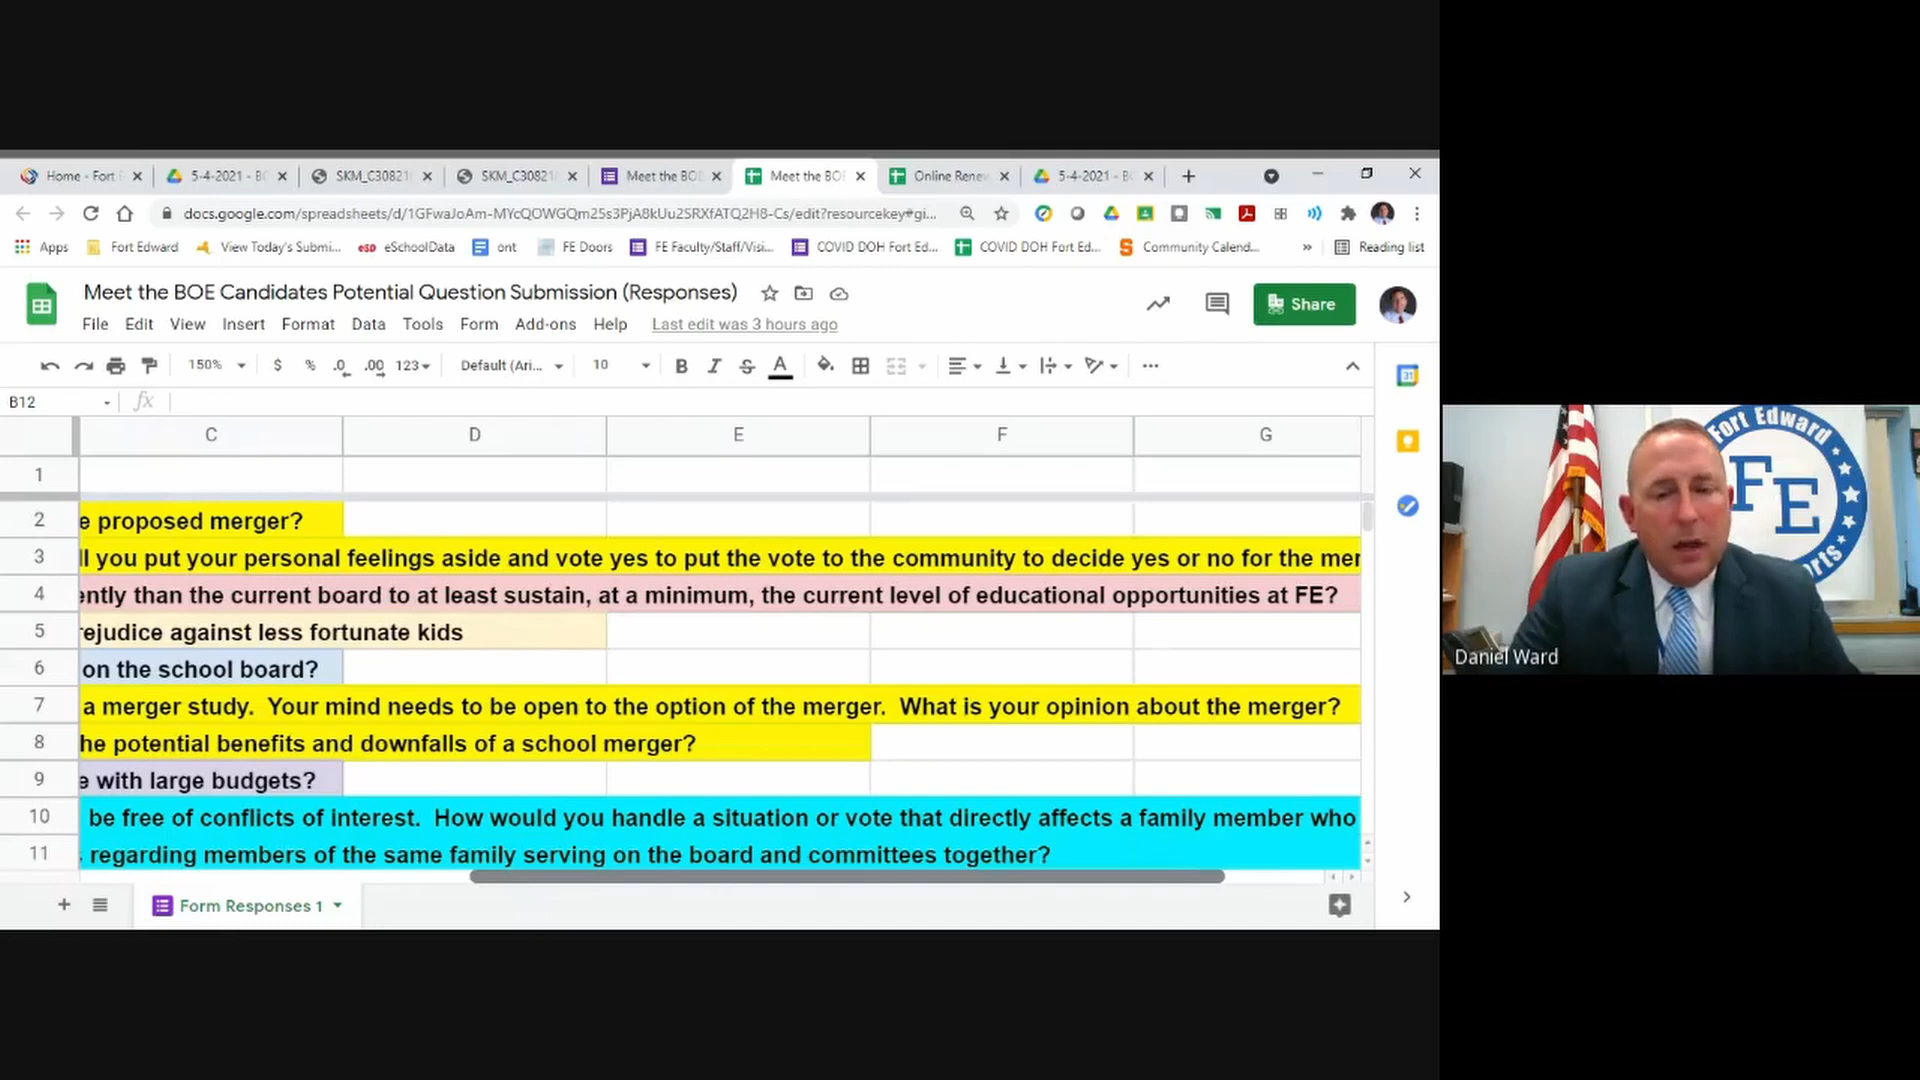 Home - Fort E
5-4-2021 - BO
SKM_C30821
SKM_C30821
Meet the BOE
Meet the BOE
Online Renew
5-4-2021 - BO
docs.google.com/spreadsheets/d/1GFwaJoAm-MYcQOWGQm25s3PjA8kUu2SRXfATQ2H8-Cs/edit?resourcekey#gi...
Apps
Fort Edward
View Today's Submi...
esd eSchoolData
ont
FE Doors
FE Faculty/Staff/Visi...
COVID DOH Fort Ed...
COVID DOH Fort Ed...
Community Calend...
»
Reading list
Meet the BOE Candidates Potential Question Submission (Responses)
Share
File Edit View Insert Format Data Tools Form Add-ons Help Last edit was 3 hours ago
150% $ % .0 .00 123 Default (Ari... 10 B I S A ...
B12 fx
C D E F G
1
2 e proposed merger?
3 ll you put your personal feelings aside and vote yes to put the vote to the community to decide yes or no for the mer
4 ently than the current board to at least sustain, at a minimum, the current level of educational opportunities at FE?
5 rejudice against less fortunate kids
6 on the school board?
7 a merger study. Your mind needs to be open to the option of the merger. What is your opinion about the merger?
8 he potential benefits and downfalls of a school merger?
9 e with large budgets?
10 be free of conflicts of interest. How would you handle a situation or vote that directly affects a family member who
11 regarding members of the same family serving on the board and committees together?
Form Responses 1
31
Fort Edward
FE
orts
Daniel Ward